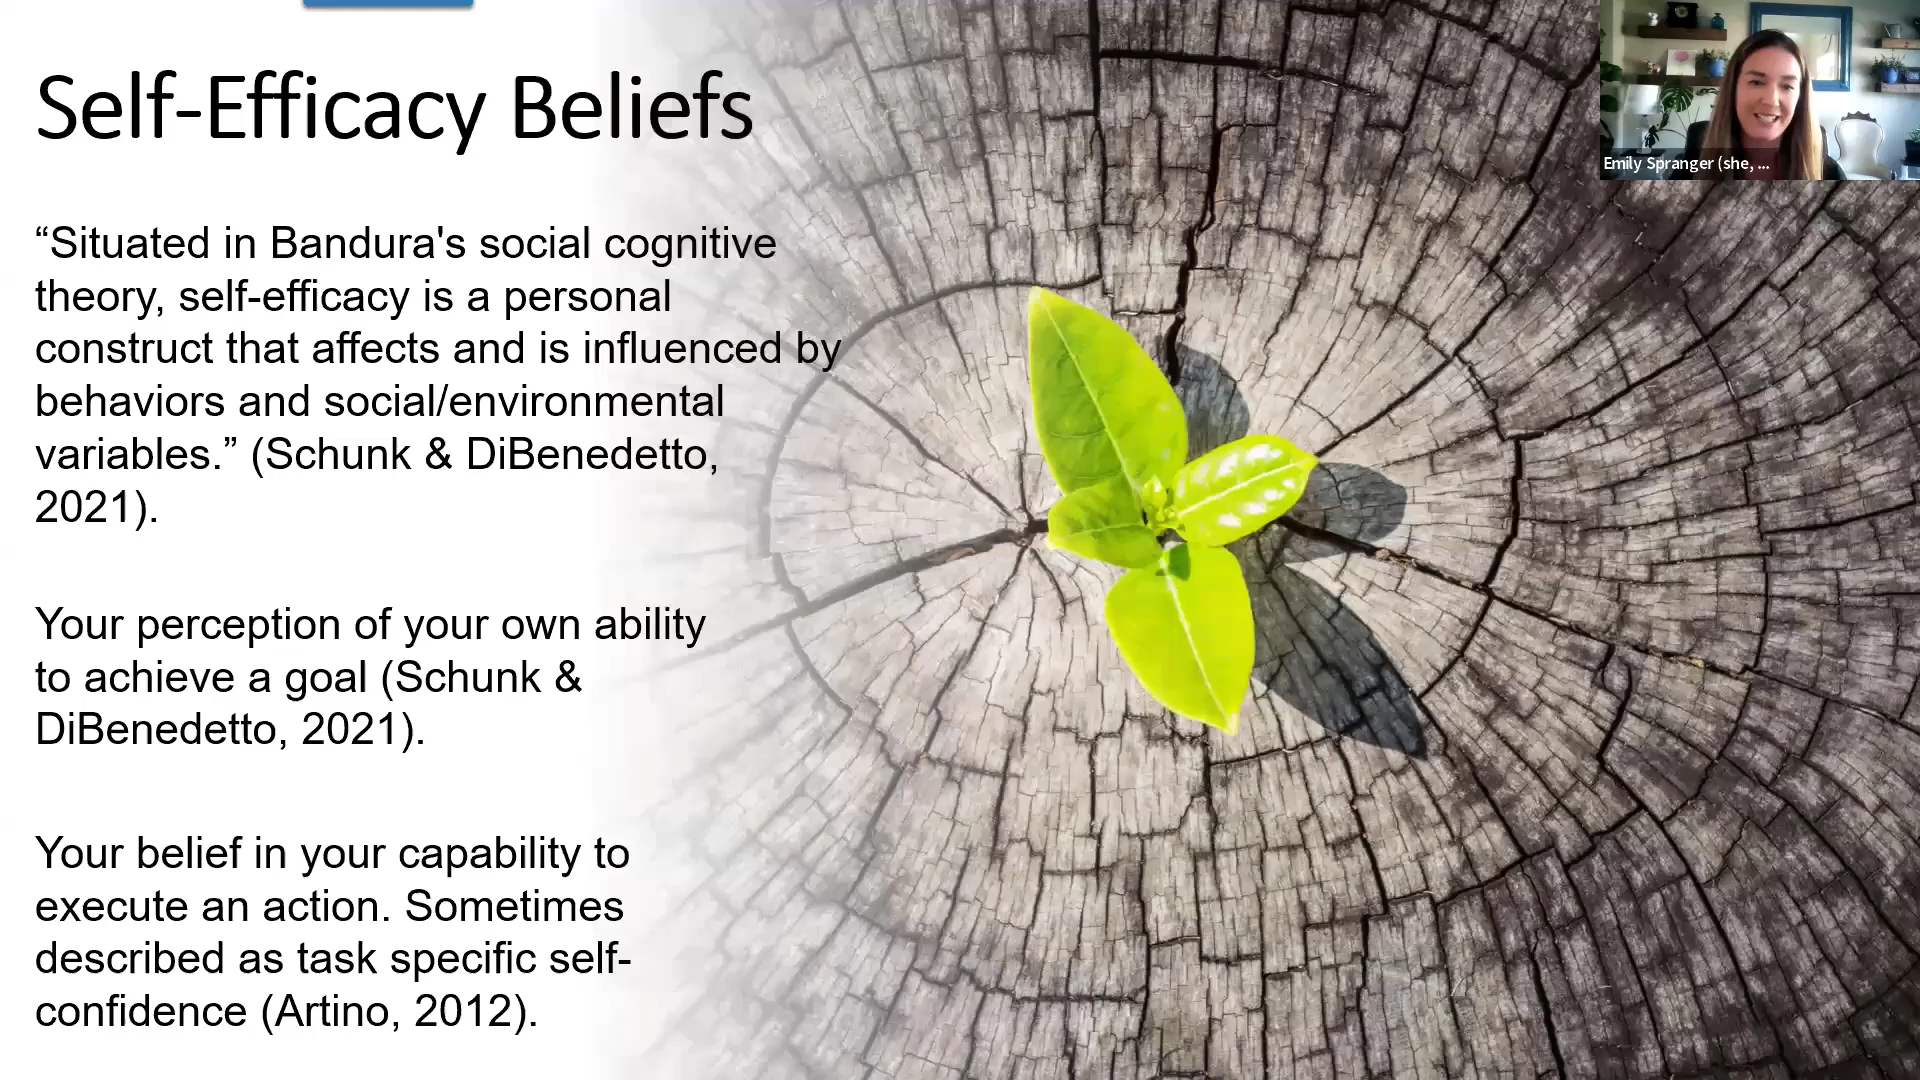 Self-Efficacy Beliefs
“Situated in Bandura's social cognitive
theory, self-efficacy is a personal
construct that affects and is influenced by
behaviors and social/environmental
variables.” (Schunk & DiBenedetto,
2021).
Your perception of your own ability
to achieve a goal (Schunk &
DiBenedetto, 2021).
Your belief in your capability to
execute an action. Sometimes
described as task specific self-
confidence (Artino, 2012).
Emily Spranger (she, ...